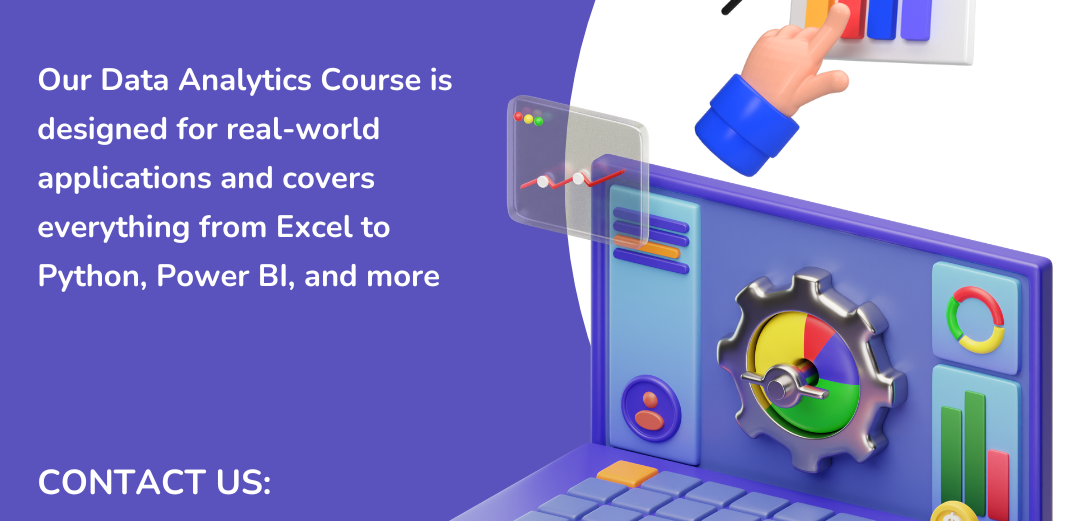 Our Data Analytics Course is
designed for real-world
applications and covers
everything from Excel to
Python, Power BI, and more
CONTACT US: